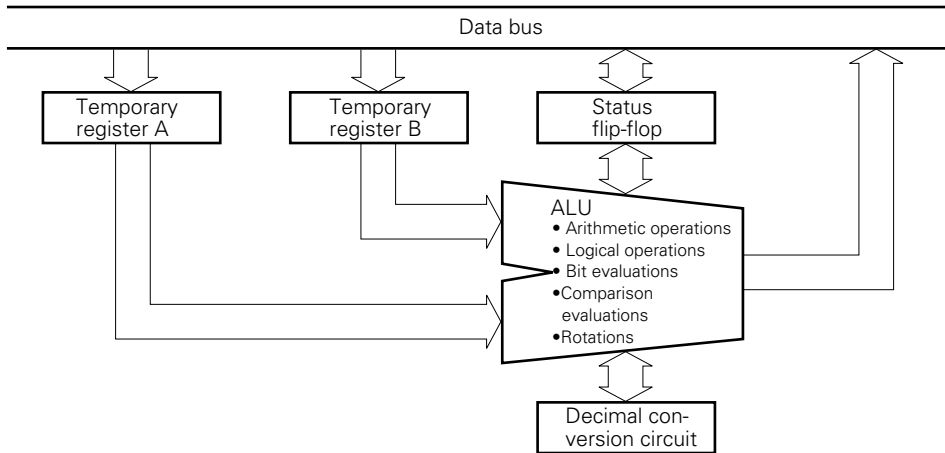 Data bus
Temporary
register A
Temporary
register B
Status
flip-flop
ALU
• Arithmetic operations
• Logical operations
• Bit evaluations
•Comparison
evaluations
•Rotations
Decimal con-
version circuit